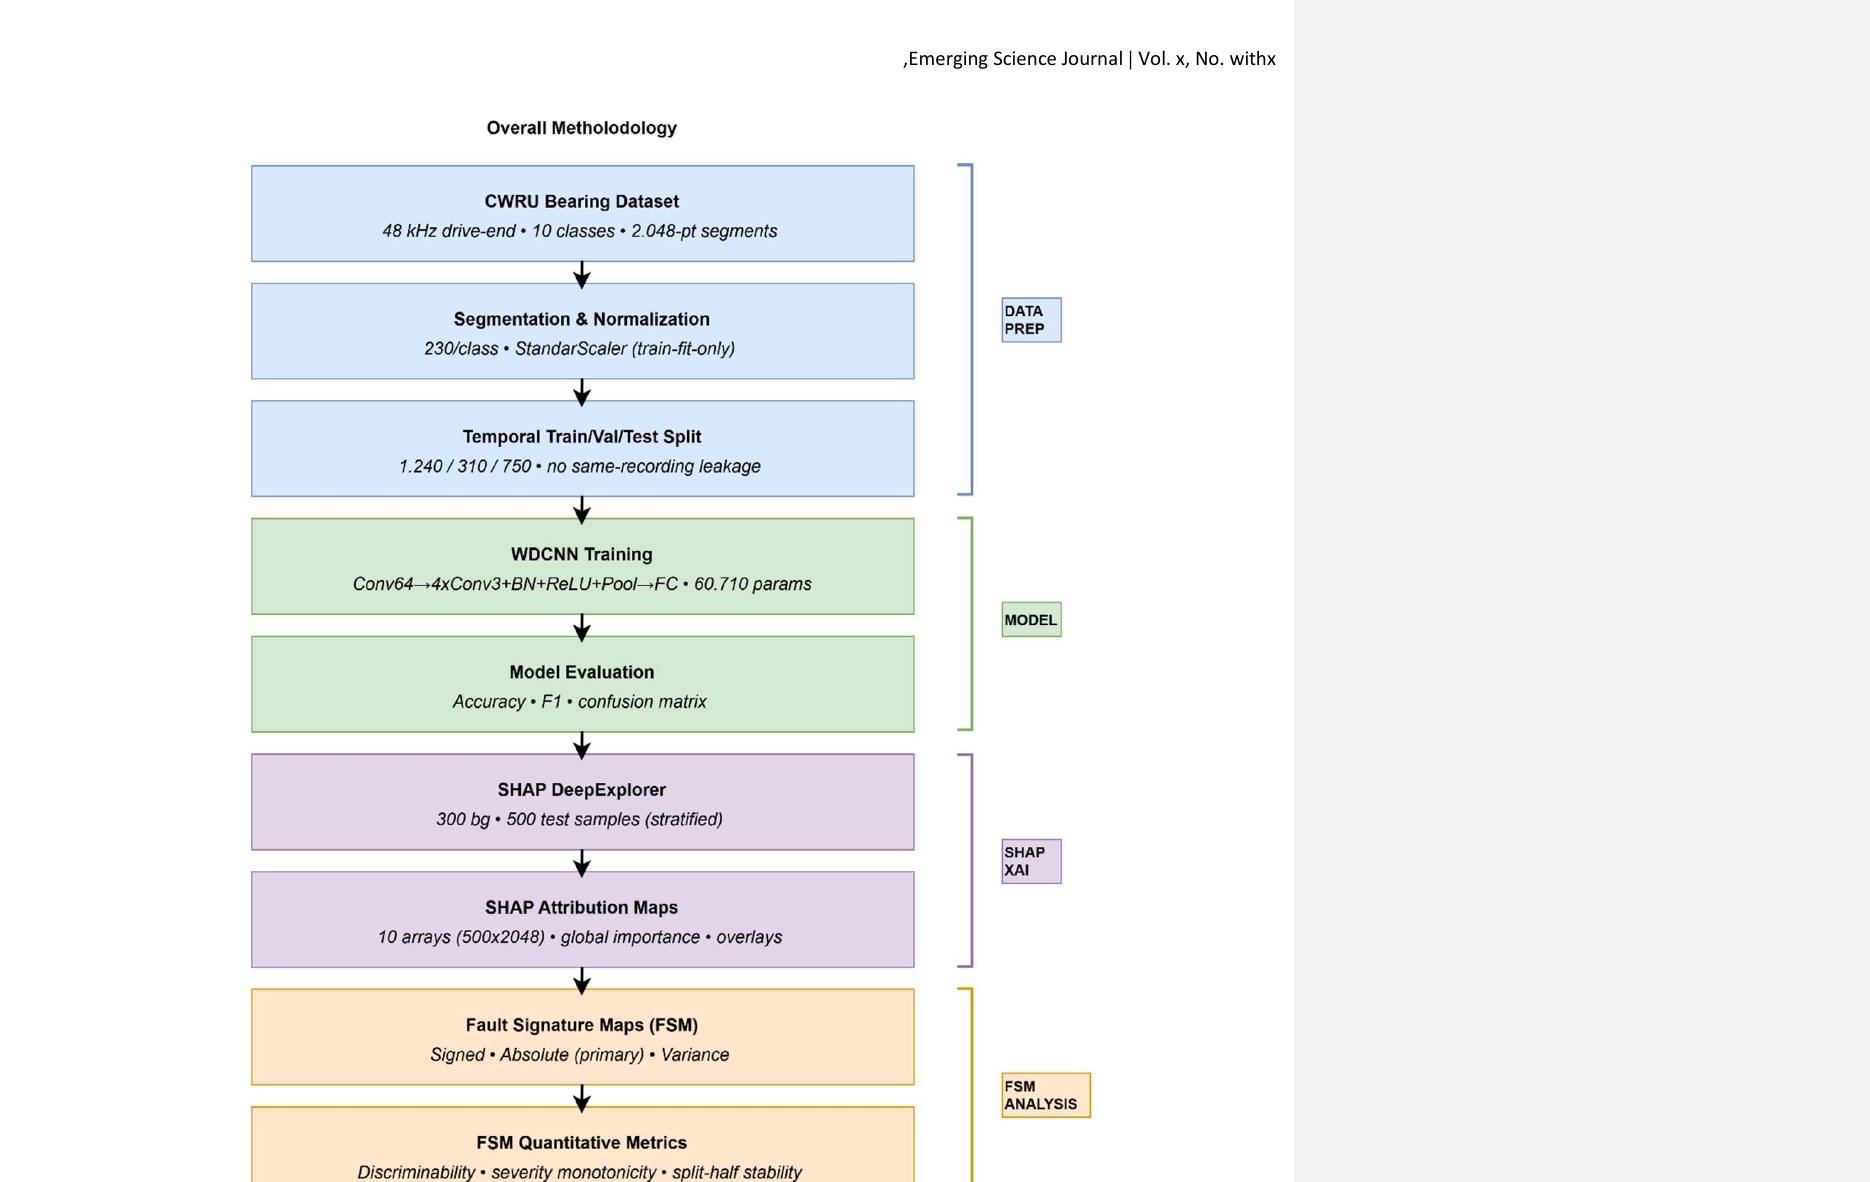 ,Emerging Science Journal | Vol. x, No. withx
Overall Metholodology
CWRU Bearing Dataset
48 kHz drive-end • 10 classes • 2.048-pt segments
Segmentation & Normalization
230/class • StandarScaler (train-fit-only)
DATA
PREP
Temporal Train/Val/Test Split
1.240 / 310 / 750 • no same-recording leakage
WDCNN Training
Conv64→4xConv3+BN+ReLU+Pool→FC • 60.710 params
MODEL
Model Evaluation
Accuracy • F1 • confusion matrix
SHAP DeepExplorer
300 bg • 500 test samples (stratified)
SHAP
XAI
SHAP Attribution Maps
10 arrays (500x2048) • global importance • overlays
Fault Signature Maps (FSM)
Signed • Absolute (primary) • Variance
FSM
ANALYSIS
FSM Quantitative Metrics
Discriminability • severity monotonicity • split-half stability